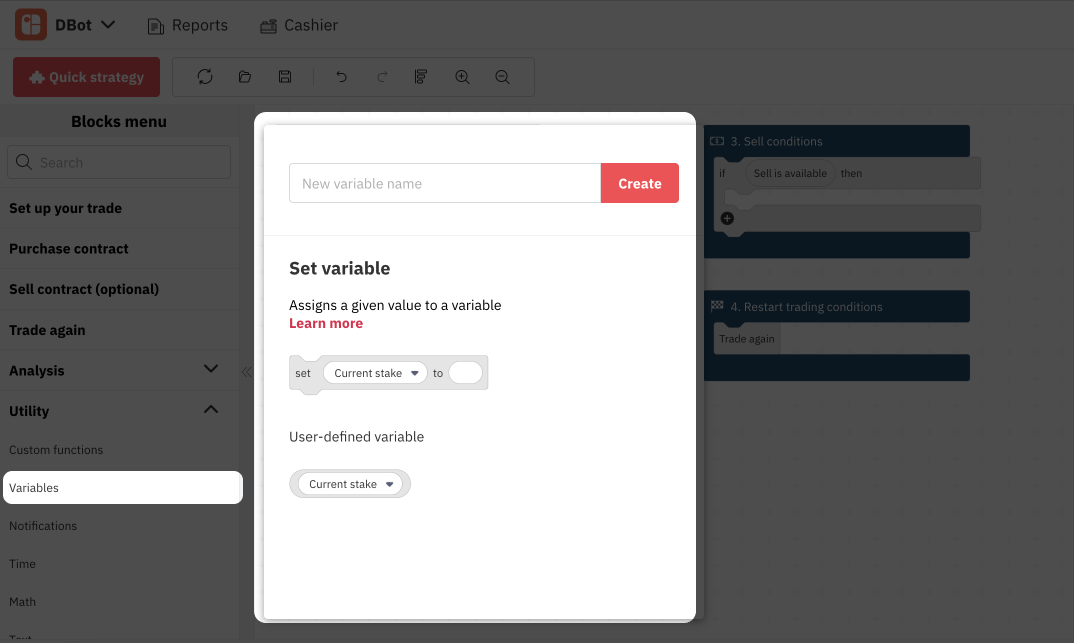 DBot
Reports
Cashier
Quick strategy
Blocks menu
Search
Set up your trade
Purchase contract
Sell contract (optional)
Trade again
Analysis
Utility
Custom functions
Variables
Notifications
Time
Math
Text
New variable name
Create
Set variable
Assigns a given value to a variable
Learn more
set Current stake to
User-defined variable
Current stake
3. Sell conditions
if Sell is available then
4. Restart trading conditions
Trade again